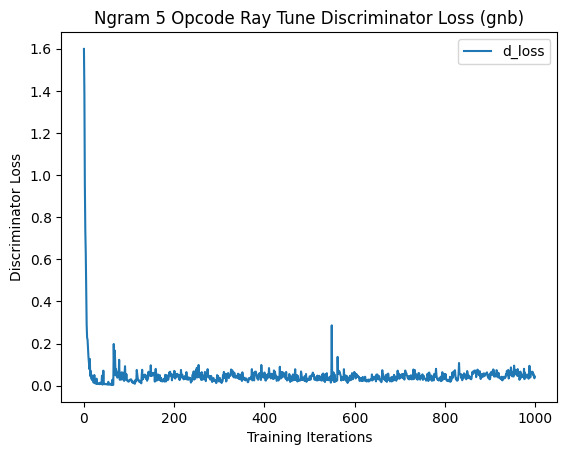 Ngram 5 Opcode Ray Tune Discriminator Loss (gnb)
d_loss
1.6
1.4
1.2
1.0
0.8
0.6
0.4
0.2
0.0
Discriminator Loss
0 200 400 600 800 1000
Training Iterations